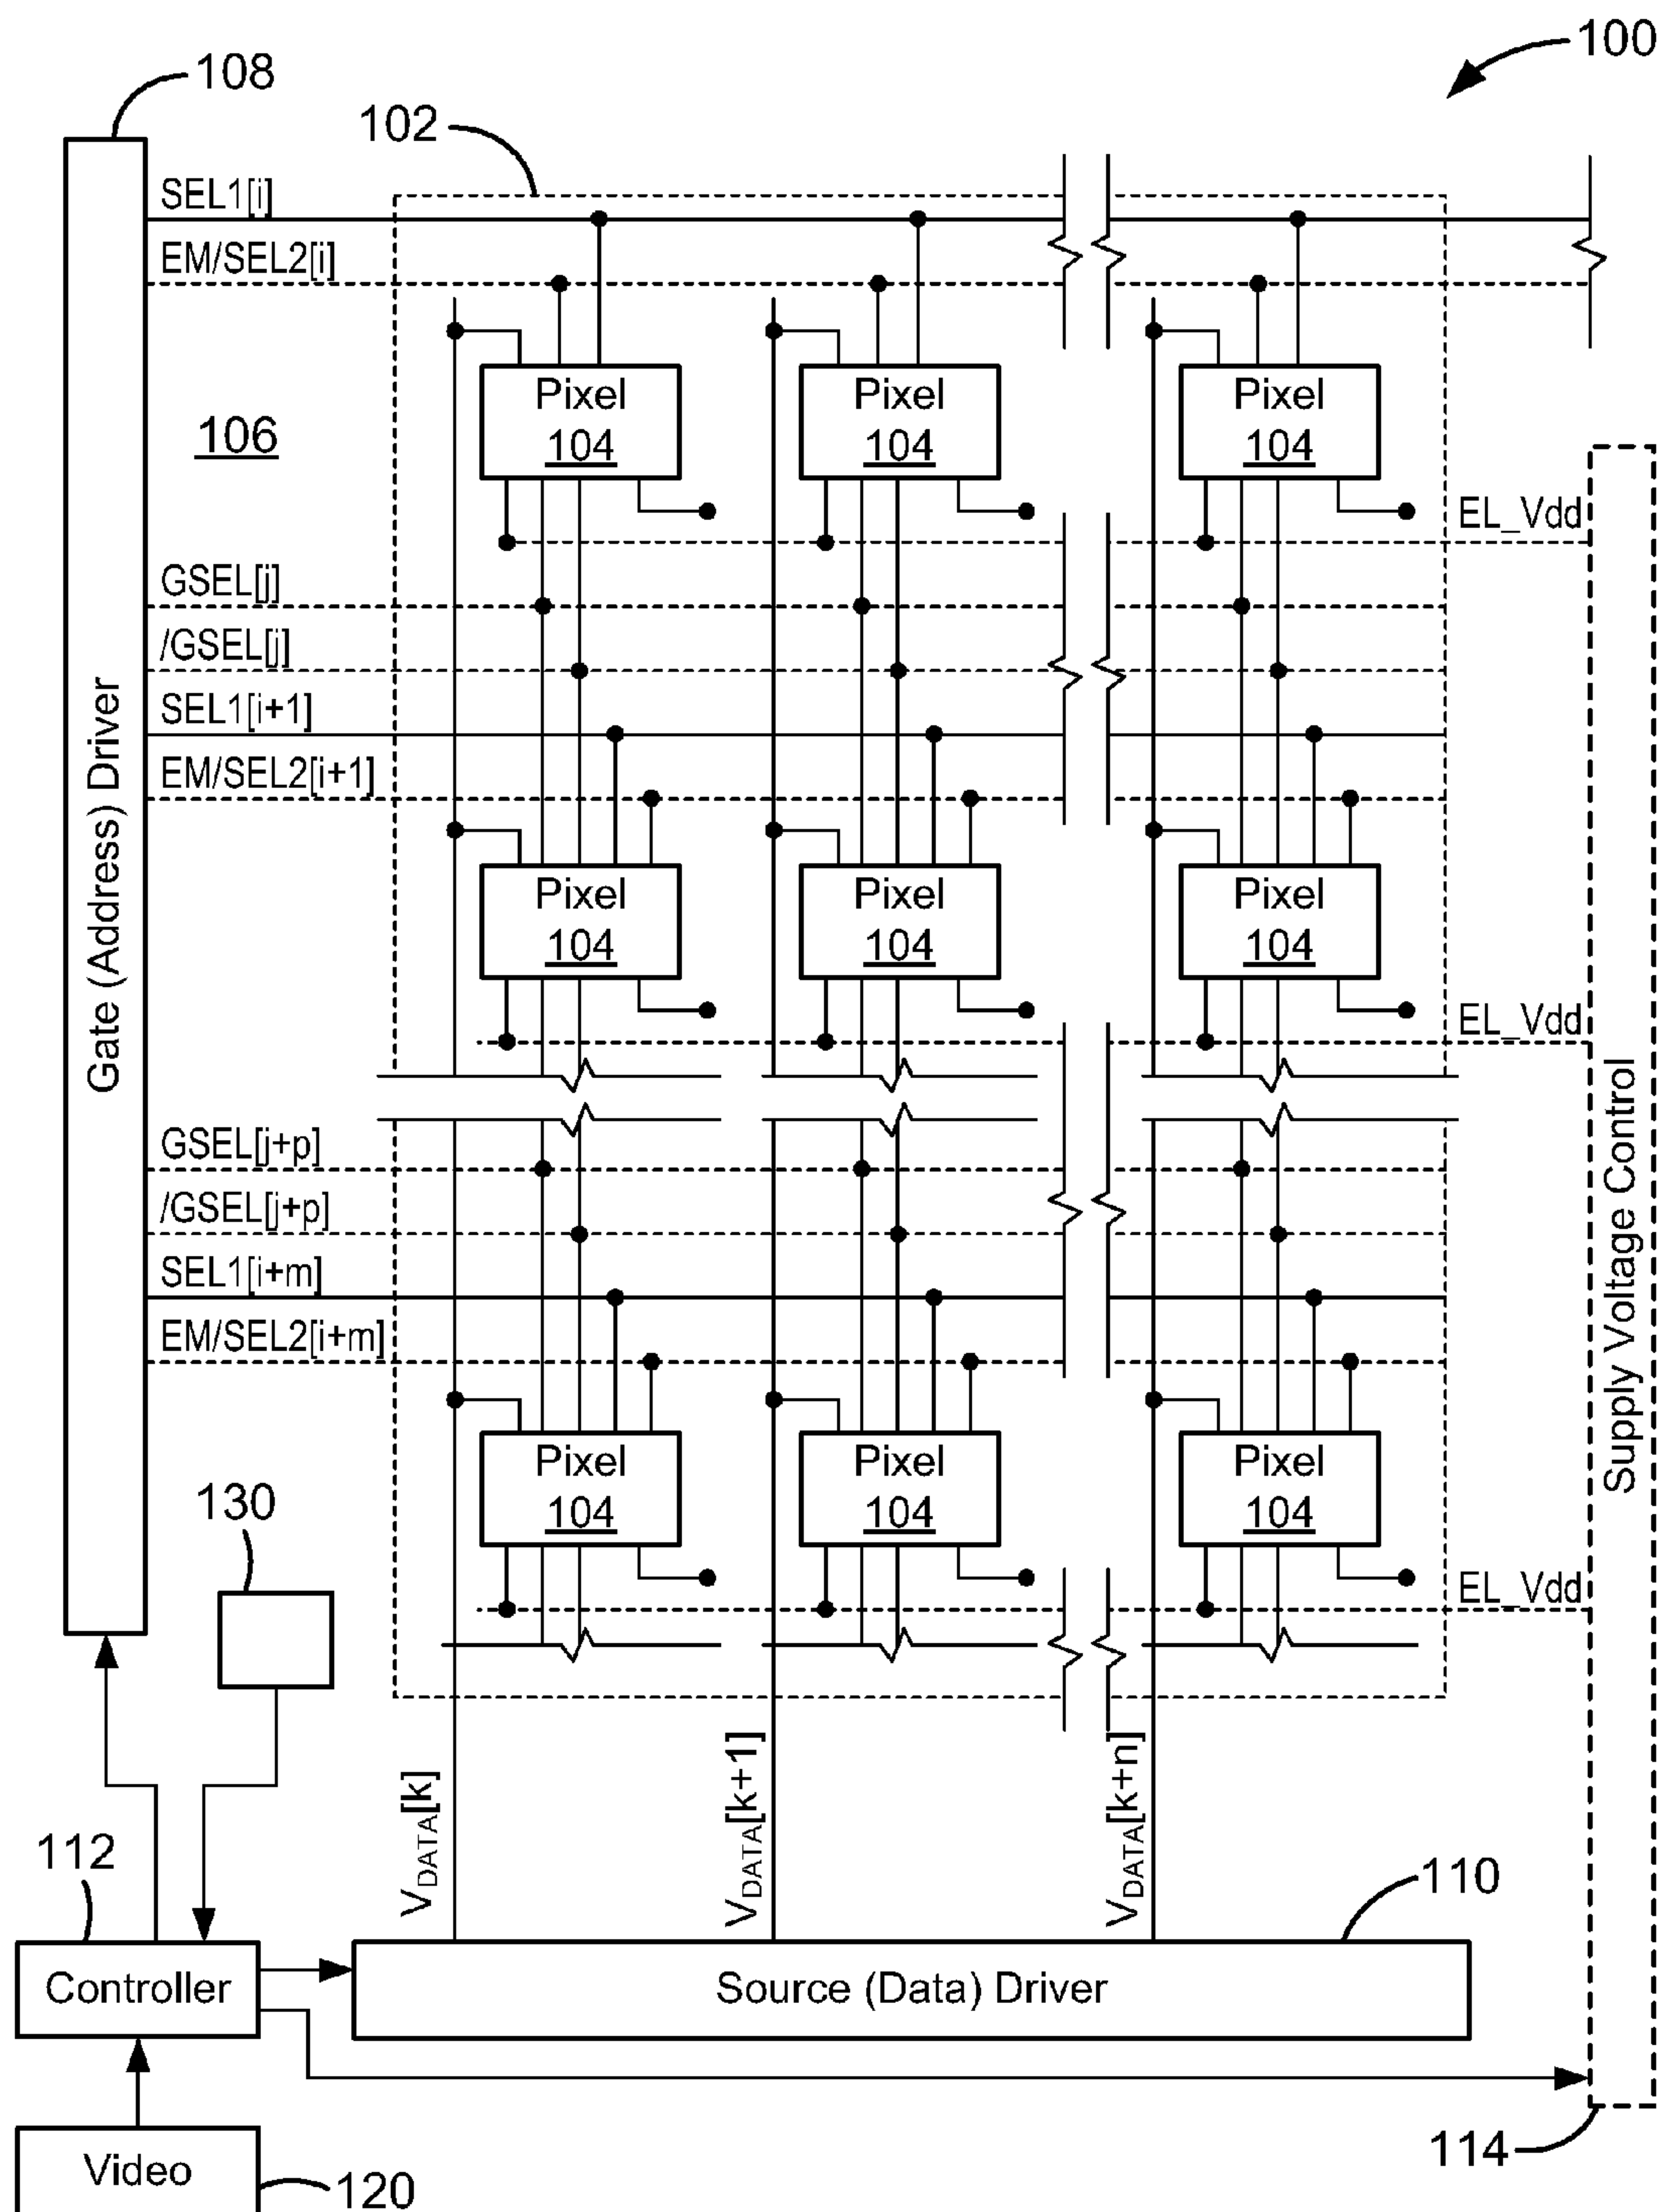 100
108
102
SEL1[i]
EM/SEL2[i]
Pixel
104
Pixel
104
Pixel
104
106
EL_Vdd
GSEL[j]
/GSEL[j]
SEL1[i+1]
EM/SEL2[i+1]
Gate (Address) Driver
Pixel
104
Pixel
104
Pixel
104
EL_Vdd
Supply Voltage Control
GSEL[j+p]
/GSEL[j+p]
SEL1[i+m]
EM/SEL2[i+m]
Pixel
104
Pixel
104
Pixel
104
130
EL_Vdd
VDATA[k]
VDATA[k+1]
VDATA[k+n]
112
110
Controller
Source (Data) Driver
114
Video
120